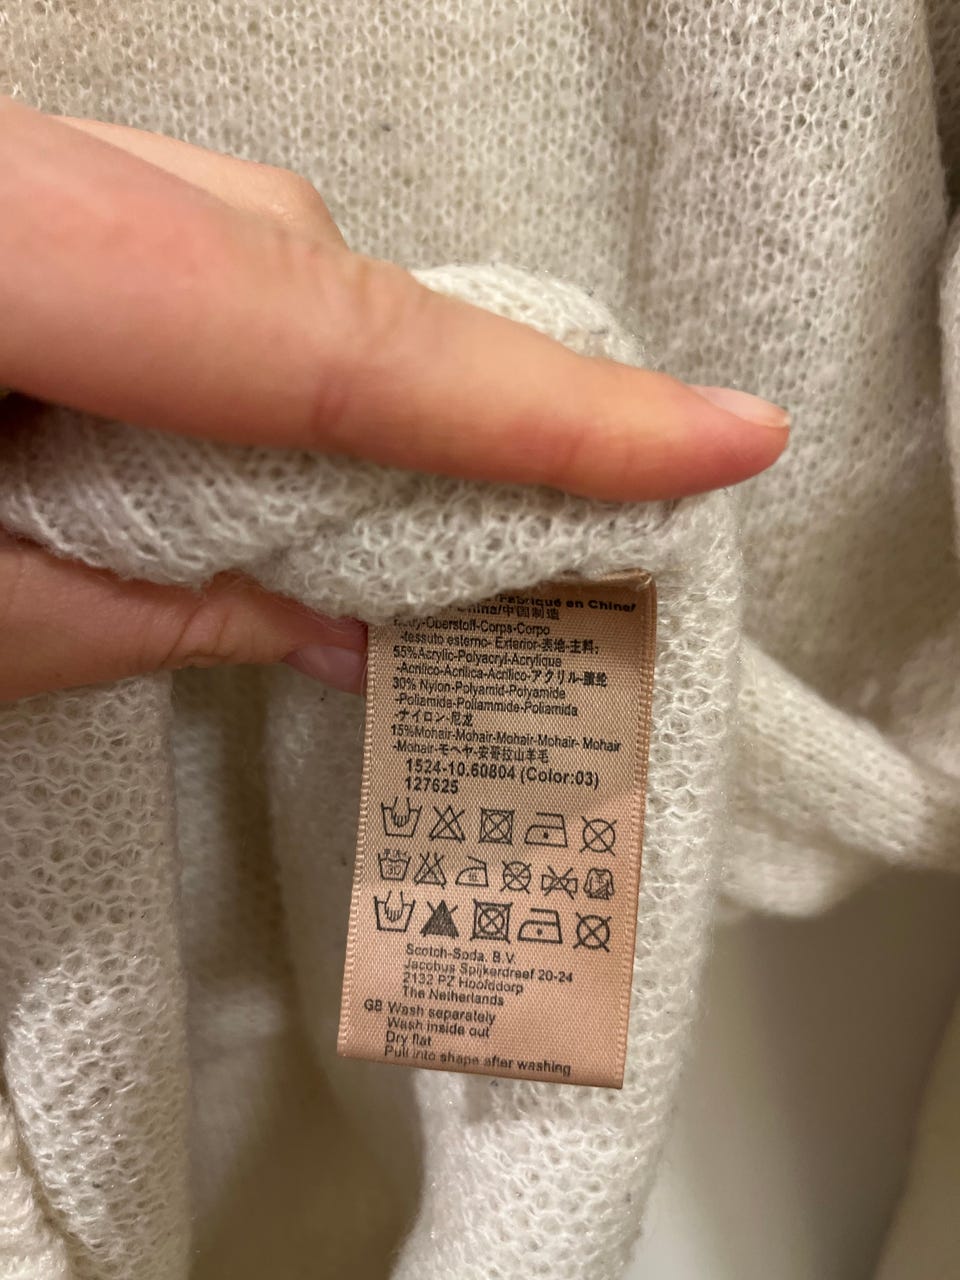 /Fabriqué en China/
China/中国制造
Body-Oberstoff-Corps-Corpo
-tessuto esterno- Exterior-表地-主料:
55%Acrylic-Polyacryl-Acrylique
-Acrilico-Acrilica-Acrilico-アクリル-腈纶
30% Nylon-Polyamid-Polyamide
-Poliamida-Poliammide-Poliamida
-ナイロン-尼龙
15%Mohair-Mohair-Mohair-Mohair- Mohair
-Mohair-モヘヤ-安哥拉山羊毛
1524-10.60804 (Color:03)
127625
Scotch-Soda. B.V.
Jacobus Spijkerdreef 20-24
2132 PZ Hoofddorp
The Netherlands
GB Wash separately
Wash inside out
Dry flat
Pull into shape after washing